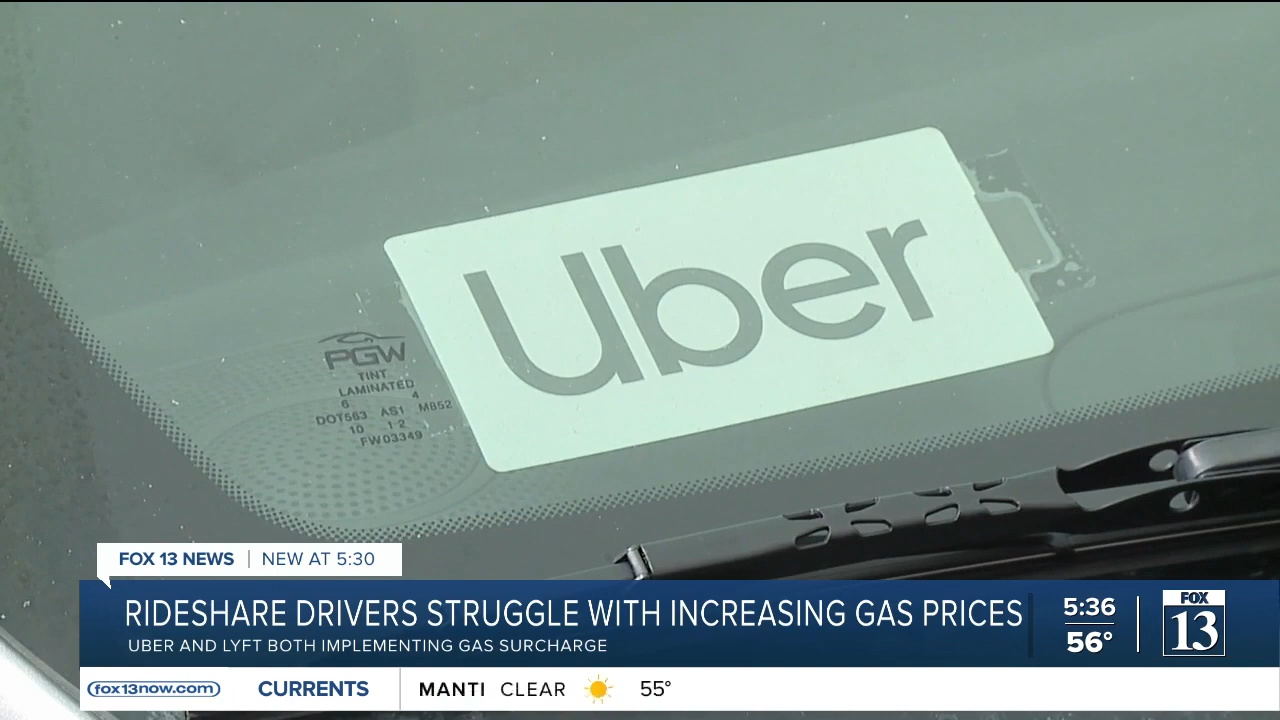 Uber
PGW
TINT
LAMINATED
6 4
DOT563 AS1 M852
10 1 2
FW03349
FOX 13 NEWS | NEW AT 5:30
RIDESHARE DRIVERS STRUGGLE WITH INCREASING GAS PRICES
UBER AND LYFT BOTH IMPLEMENTING GAS SURCHARGE
5:36
56°
FOX
13
fox13now.com CURRENTS MANTI CLEAR 55°